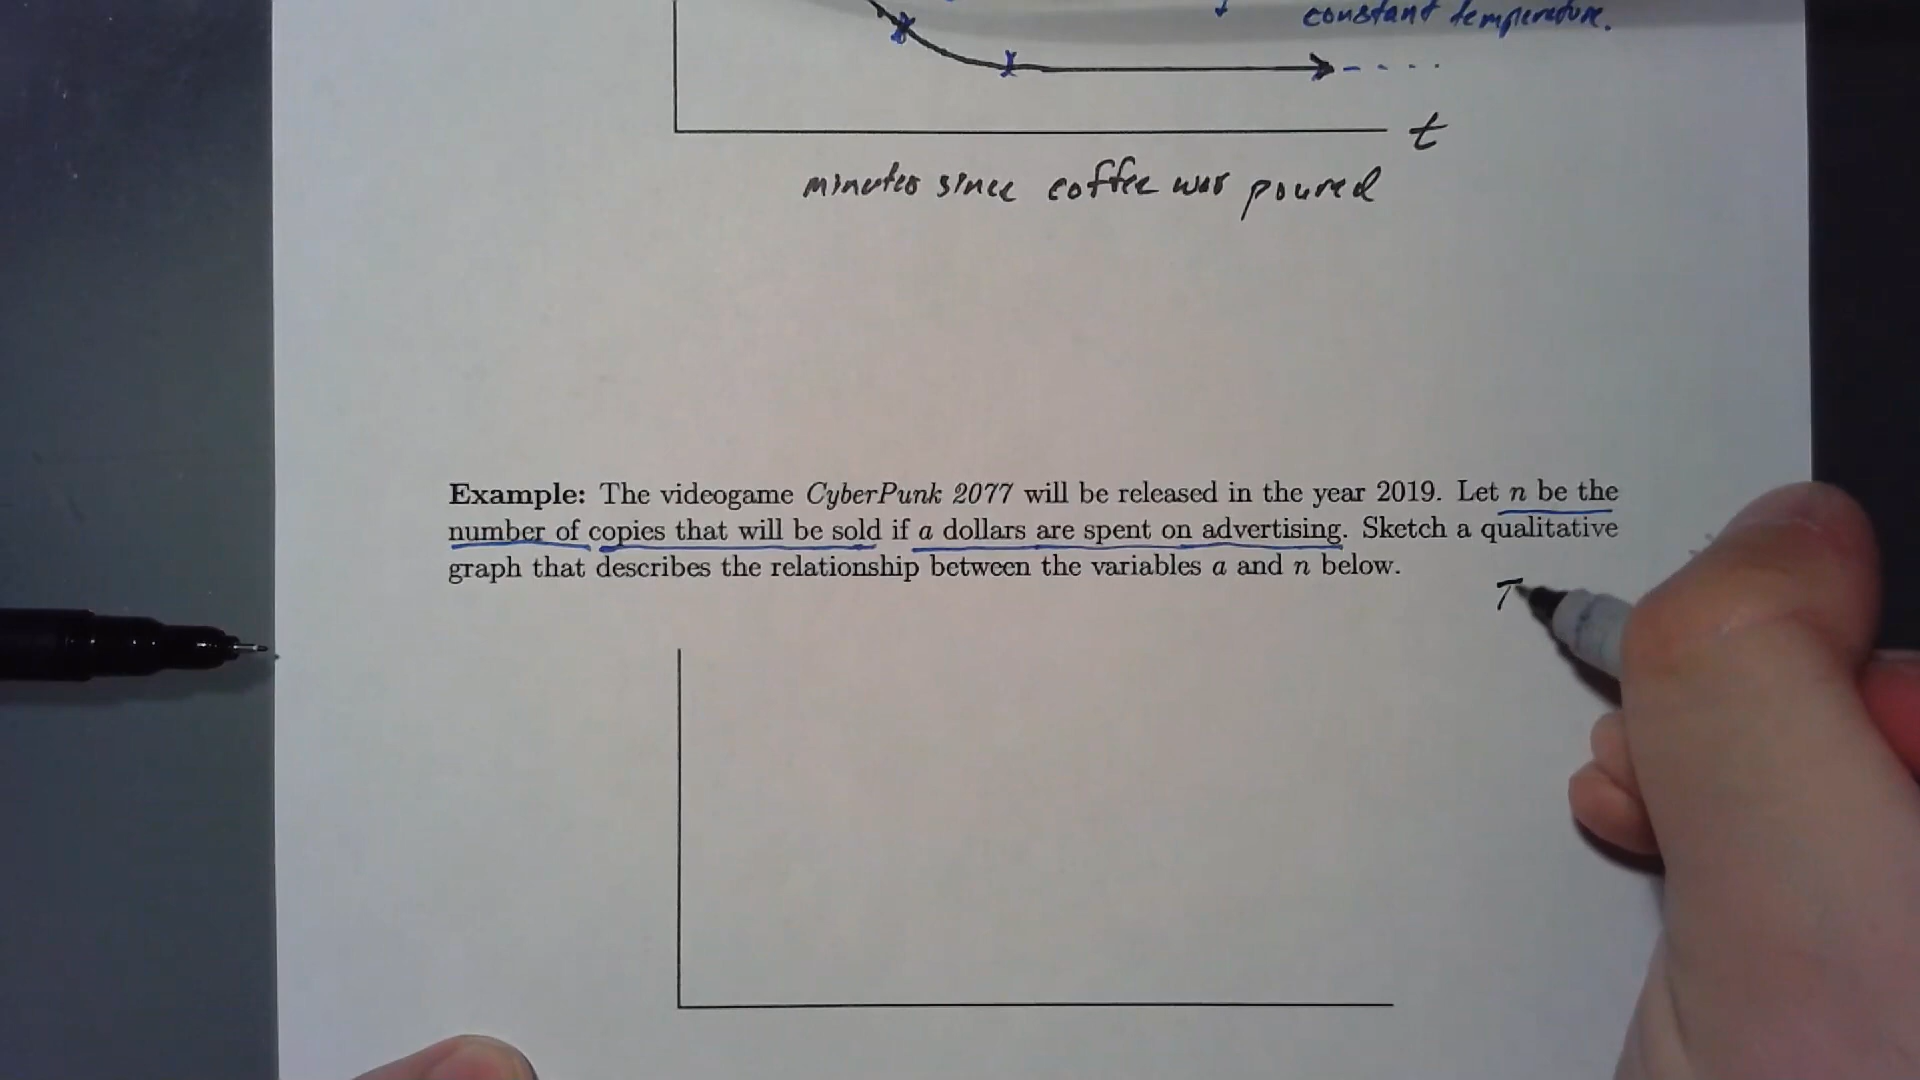 constant temperature.
t
minutes since coffee was poured
Example: The videogame CyberPunk 2077 will be released in the year 2019. Let n be the
number of copies that will be sold if a dollars are spent on advertising. Sketch a qualitative
graph that describes the relationship between the variables a and n below.